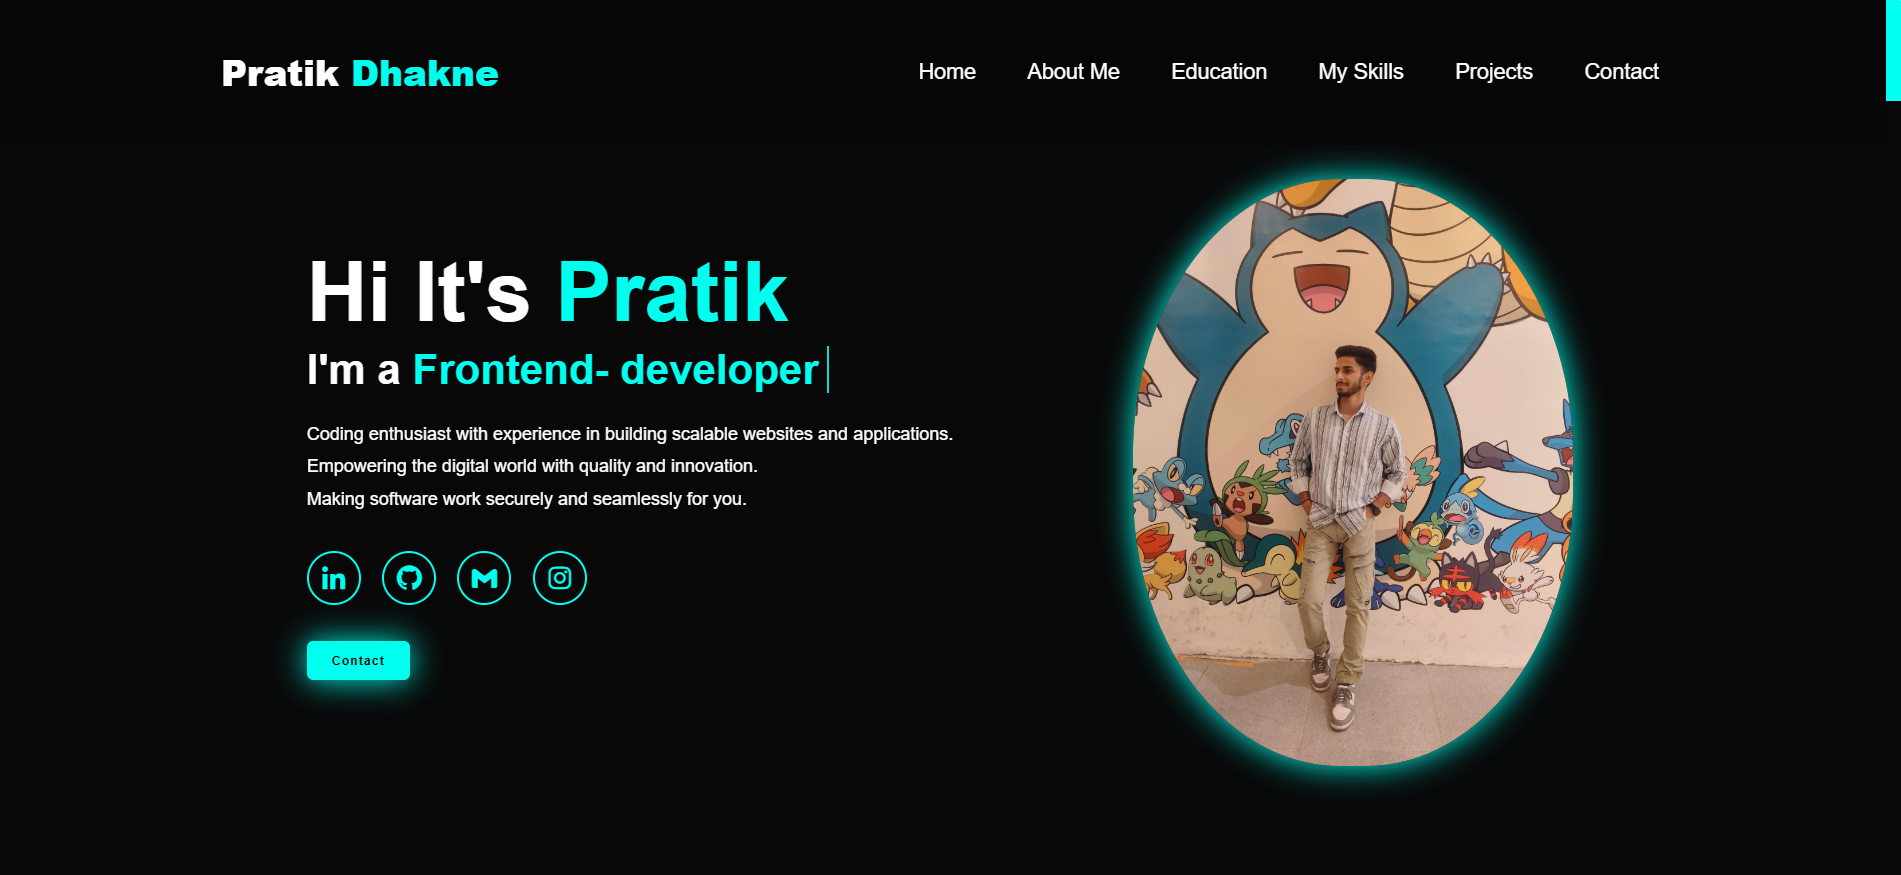 Pratik Dhakne
Home About Me Education My Skills Projects Contact
Hi It's Pratik
I'm a Frontend- developer
Coding enthusiast with experience in building scalable websites and applications.
Empowering the digital world with quality and innovation.
Making software work securely and seamlessly for you.
in
Contact